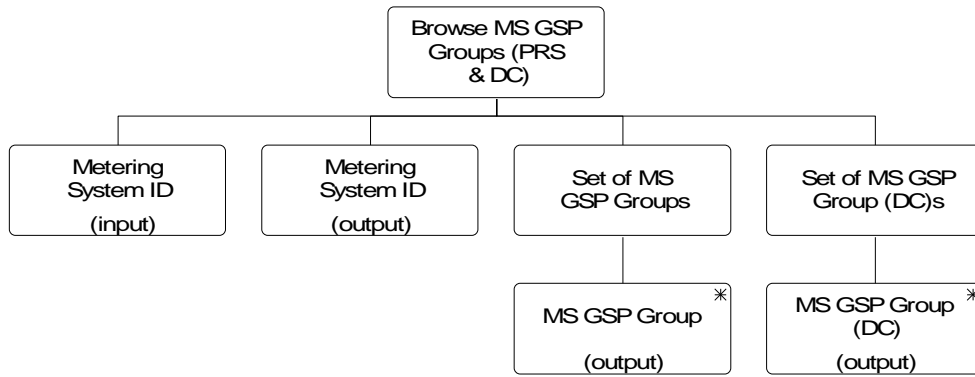 Browse MS GSP
Groups (PRS
& DC)
Metering
System ID
(input)
Metering
System ID
(output)
Set of MS
GSP Groups
Set of MS GSP
Group (DC)s
*
MS GSP Group
(output)
*
MS GSP Group
(DC)
(output)